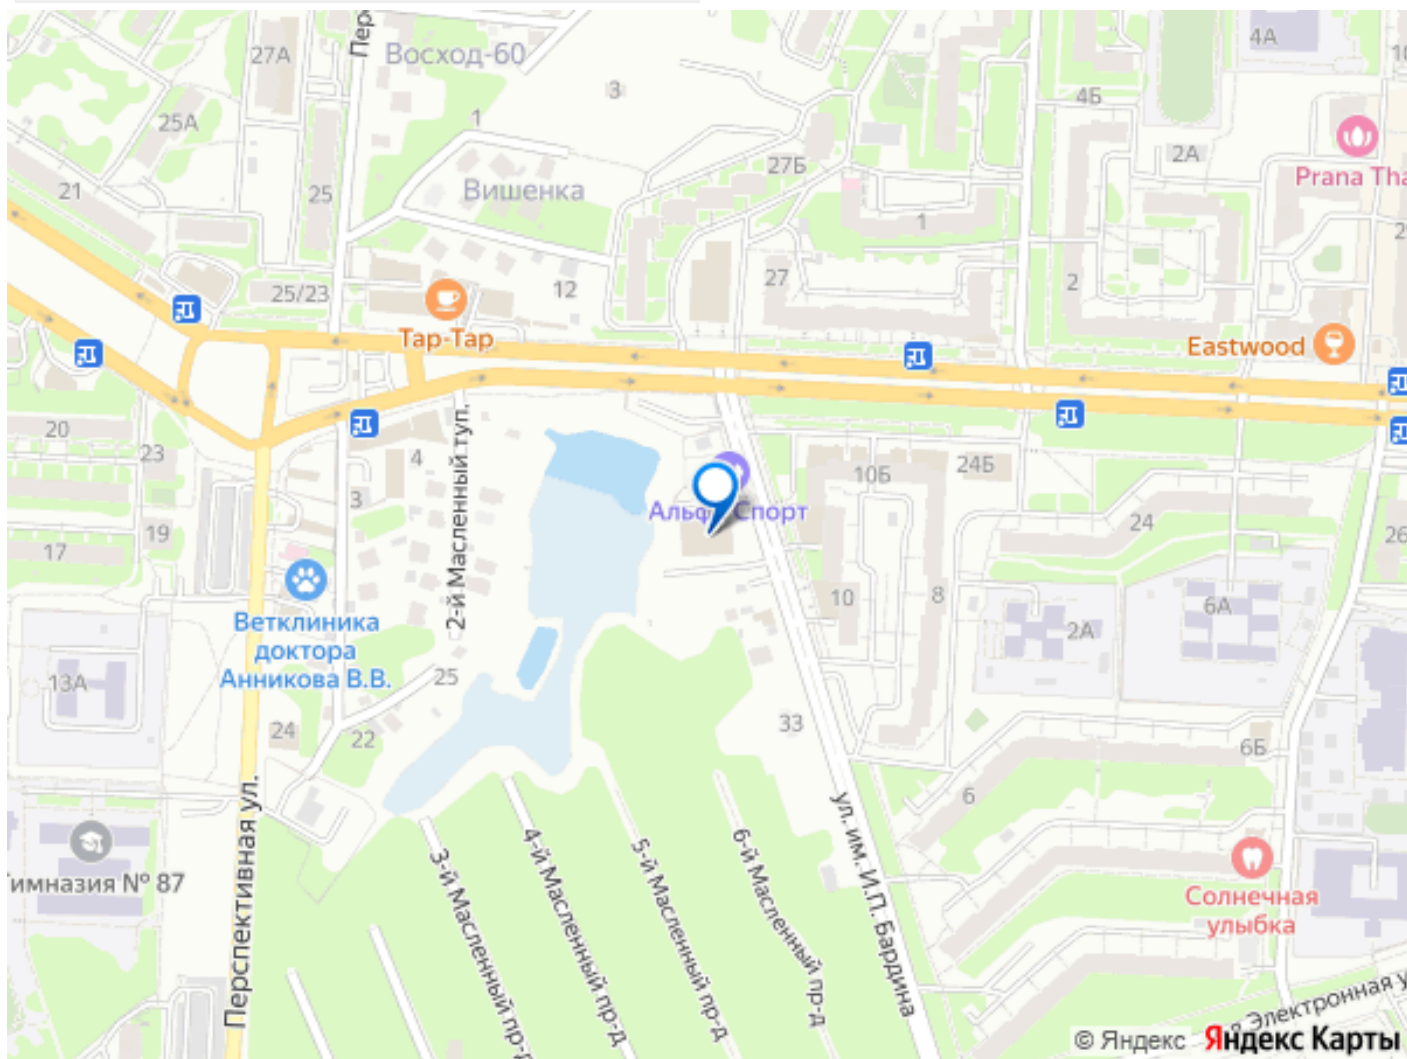 27А
Восход-60
4А
3
4Б
1
25А
27Б
2А
Prana Tha
21
25
Вишенка
1
12
27
2
25/23
Тар-Тар
Eastwood
20
23
4
10Б
24Б
3
Альфа Спорт
24
26
19
17
2-й Масленный туп.
10
8
6А
2А
Ветклиника
доктора
Анникова В.В.
13А
25
24
22
33
6Б
6
ул. им. И.П. Бардина
Перспективная ул.
3-й Масленный пр-д
4-й Масленный пр-д
5-й Масленный пр-д
6-й Масленный пр-д
имназия № 87
Солнечная
улыбка
я Электронная у
© Яндекс Яндекс Карты